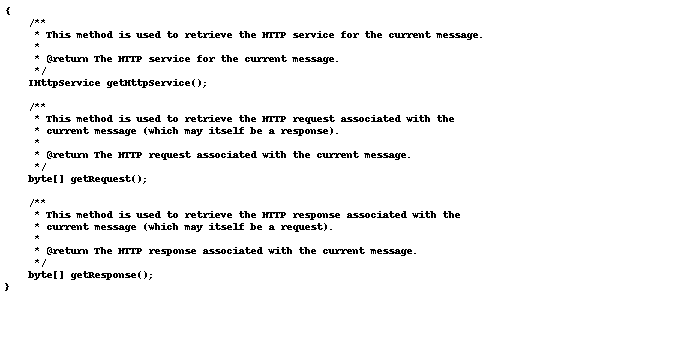 {
    /**
     * This method is used to retrieve the HTTP service for the current message.
     *
     * @return The HTTP service for the current message.
     */
    IHttpService getHttpService();

    /**
     * This method is used to retrieve the HTTP request associated with the
     * current message (which may itself be a response).
     *
     * @return The HTTP request associated with the current message.
     */
    byte[] getRequest();

    /**
     * This method is used to retrieve the HTTP response associated with the
     * current message (which may itself be a request).
     *
     * @return The HTTP response associated with the current message.
     */
    byte[] getResponse();
}